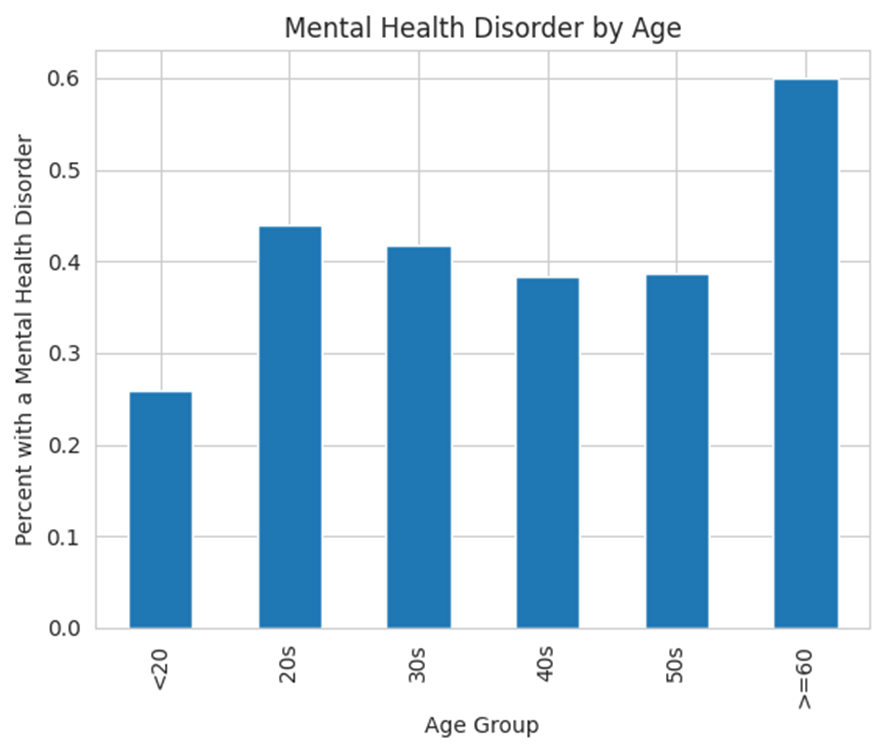 Mental Health Disorder by Age
Percent with a Mental Health Disorder
0.6
0.5
0.4
0.3
0.2
0.1
0.0
<20
20s
30s
40s
50s
>=60
Age Group